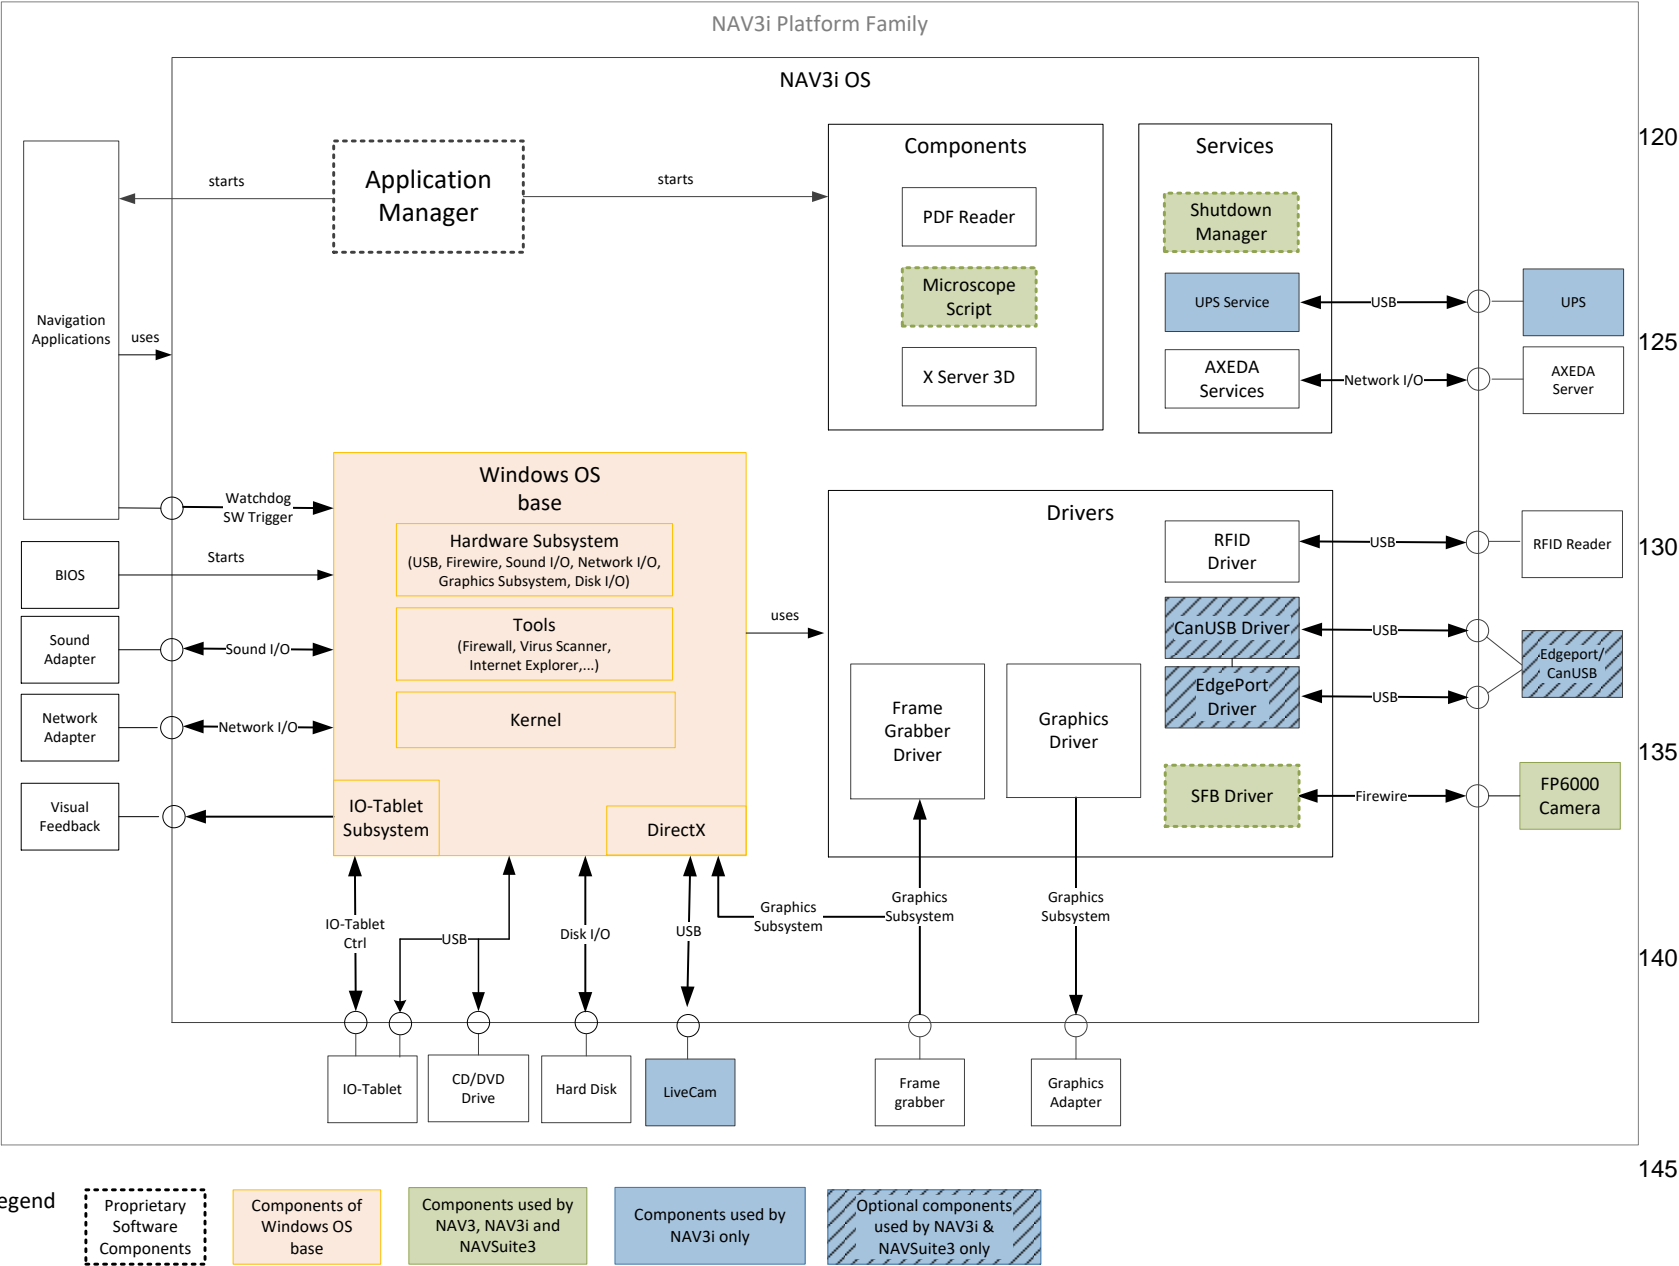 NAV3i Platform Family
NAV3i OS
120
125
130
135
140
145
Navigation
Applications
starts
Application
Manager
starts
uses
Components
PDF Reader
Microscope
Script
X Server 3D
Services
Shutdown
Manager
UPS Service
USB
UPS
AXEDA
Services
Network I/O
AXEDA
Server
Watchdog
SW Trigger
BIOS
Starts
Sound
Adapter
Sound I/O
Network
Adapter
Network I/O
Visual
Feedback
Windows OS
base
Hardware Subsystem
(USB, Firewire, Sound I/O, Network I/O,
Graphics Subsystem, Disk I/O)
Tools
(Firewall, Virus Scanner,
Internet Explorer,...)
Kernel
IO-Tablet
Subsystem
DirectX
uses
Drivers
RFID
Driver
USB
RFID Reader
CanUSB Driver
USB
EdgePort
Driver
USB
Edgeport/
CanUSB
Frame
Grabber
Driver
Graphics
Driver
SFB Driver
Firewire
FP6000
Camera
IO-Tablet
Ctrl
USB
Disk I/O
USB
Graphics
Subsystem
Graphics
Subsystem
Graphics
Subsystem
IO-Tablet
CD/DVD
Drive
Hard Disk
LiveCam
Frame
grabber
Graphics
Adapter
egend
Proprietary
Software
Components
Components of
Windows OS
base
Components used by
NAV3, NAV3i and
NAVSuite3
Components used by
NAV3i only
Optional components
used by NAV3i &
NAVSuite3 only